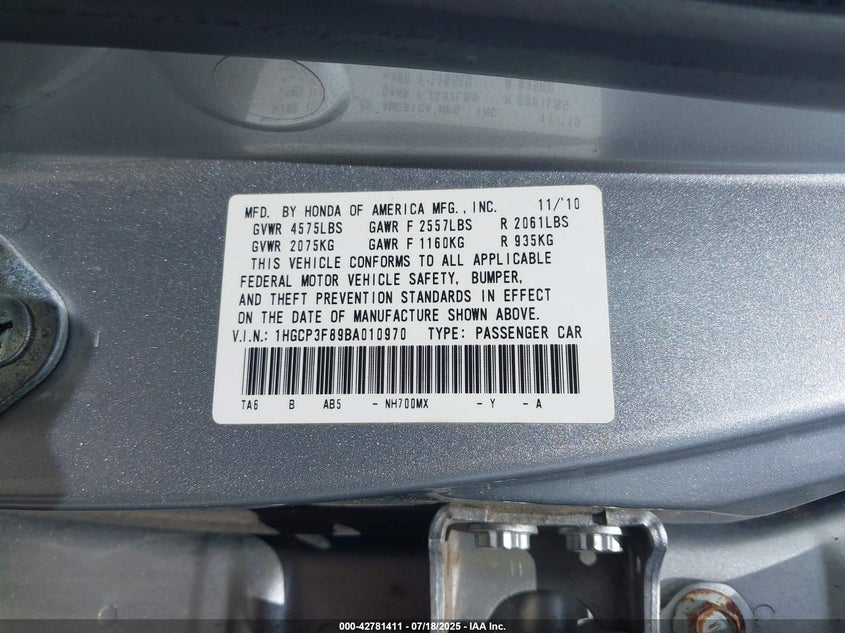 MFD. BY HONDA OF AMERICA MFG., INC. 11/'10
GVWR 4575LBS GAWR F 2557LBS R 2061LBS
GVWR 2075KG GAWR F 1160KG R 935KG
THIS VEHICLE CONFORMS TO ALL APPLICABLE
FEDERAL MOTOR VEHICLE SAFETY, BUMPER,
AND THEFT PREVENTION STANDARDS IN EFFECT
ON THE DATE OF MANUFACTURE SHOWN ABOVE.
V.I.N.: 1HGCP3F89BA010970 TYPE: PASSENGER CAR
TA6 B AB5 - NH700MX - Y - A
000-42781411 - 07/18/2025 - IAA Inc.